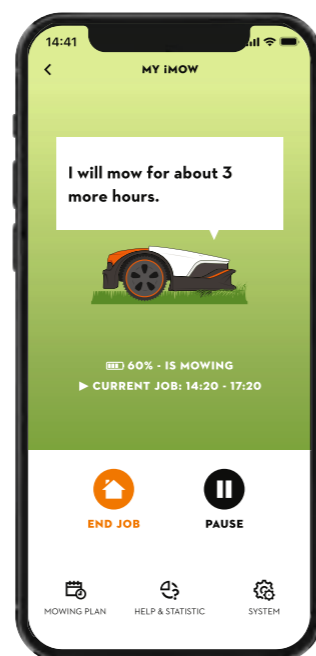 14:41
MY iMOW
I will mow for about 3
more hours.
60% - IS MOWING
CURRENT JOB: 14:20 - 17:20
END JOB
PAUSE
MOWING PLAN
HELP & STATISTIC
SYSTEM